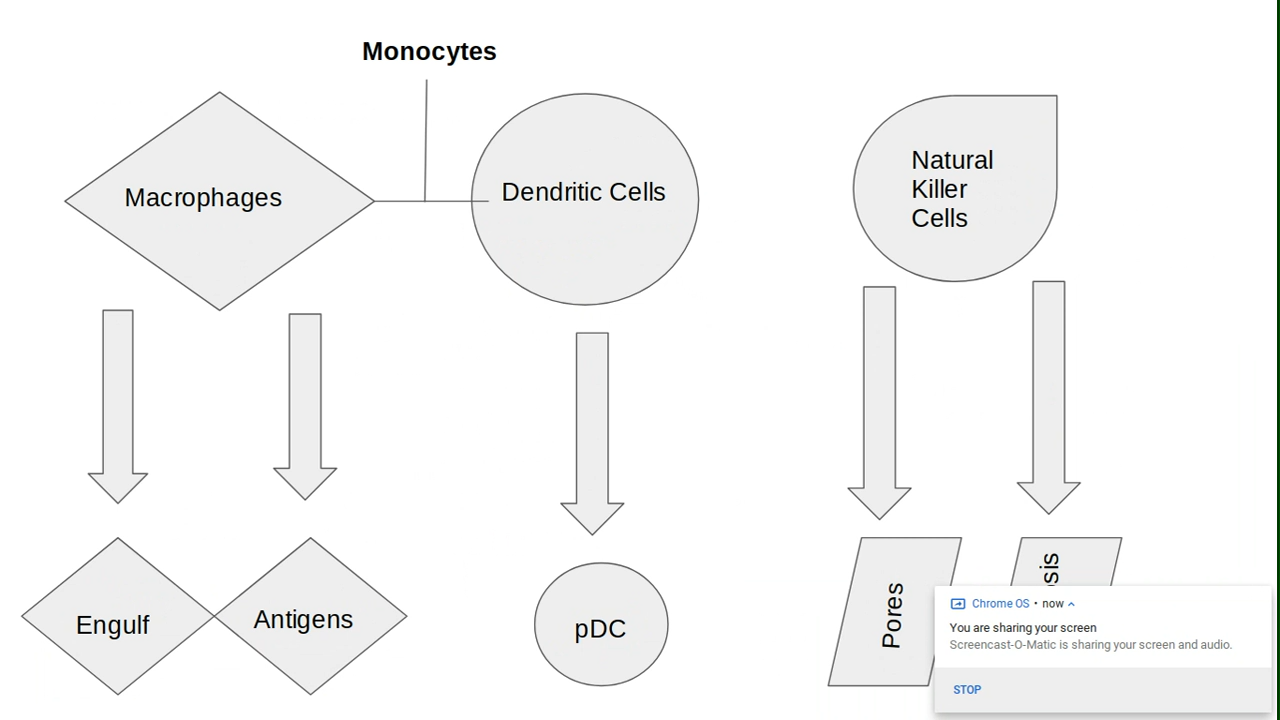 Monocytes
Macrophages
Dendritic Cells
Natural
Killer
Cells
Engulf
Antigens
pDC
Pores
sis
Chrome OS • now
You are sharing your screen
Screencast-O-Matic is sharing your screen and audio.
STOP